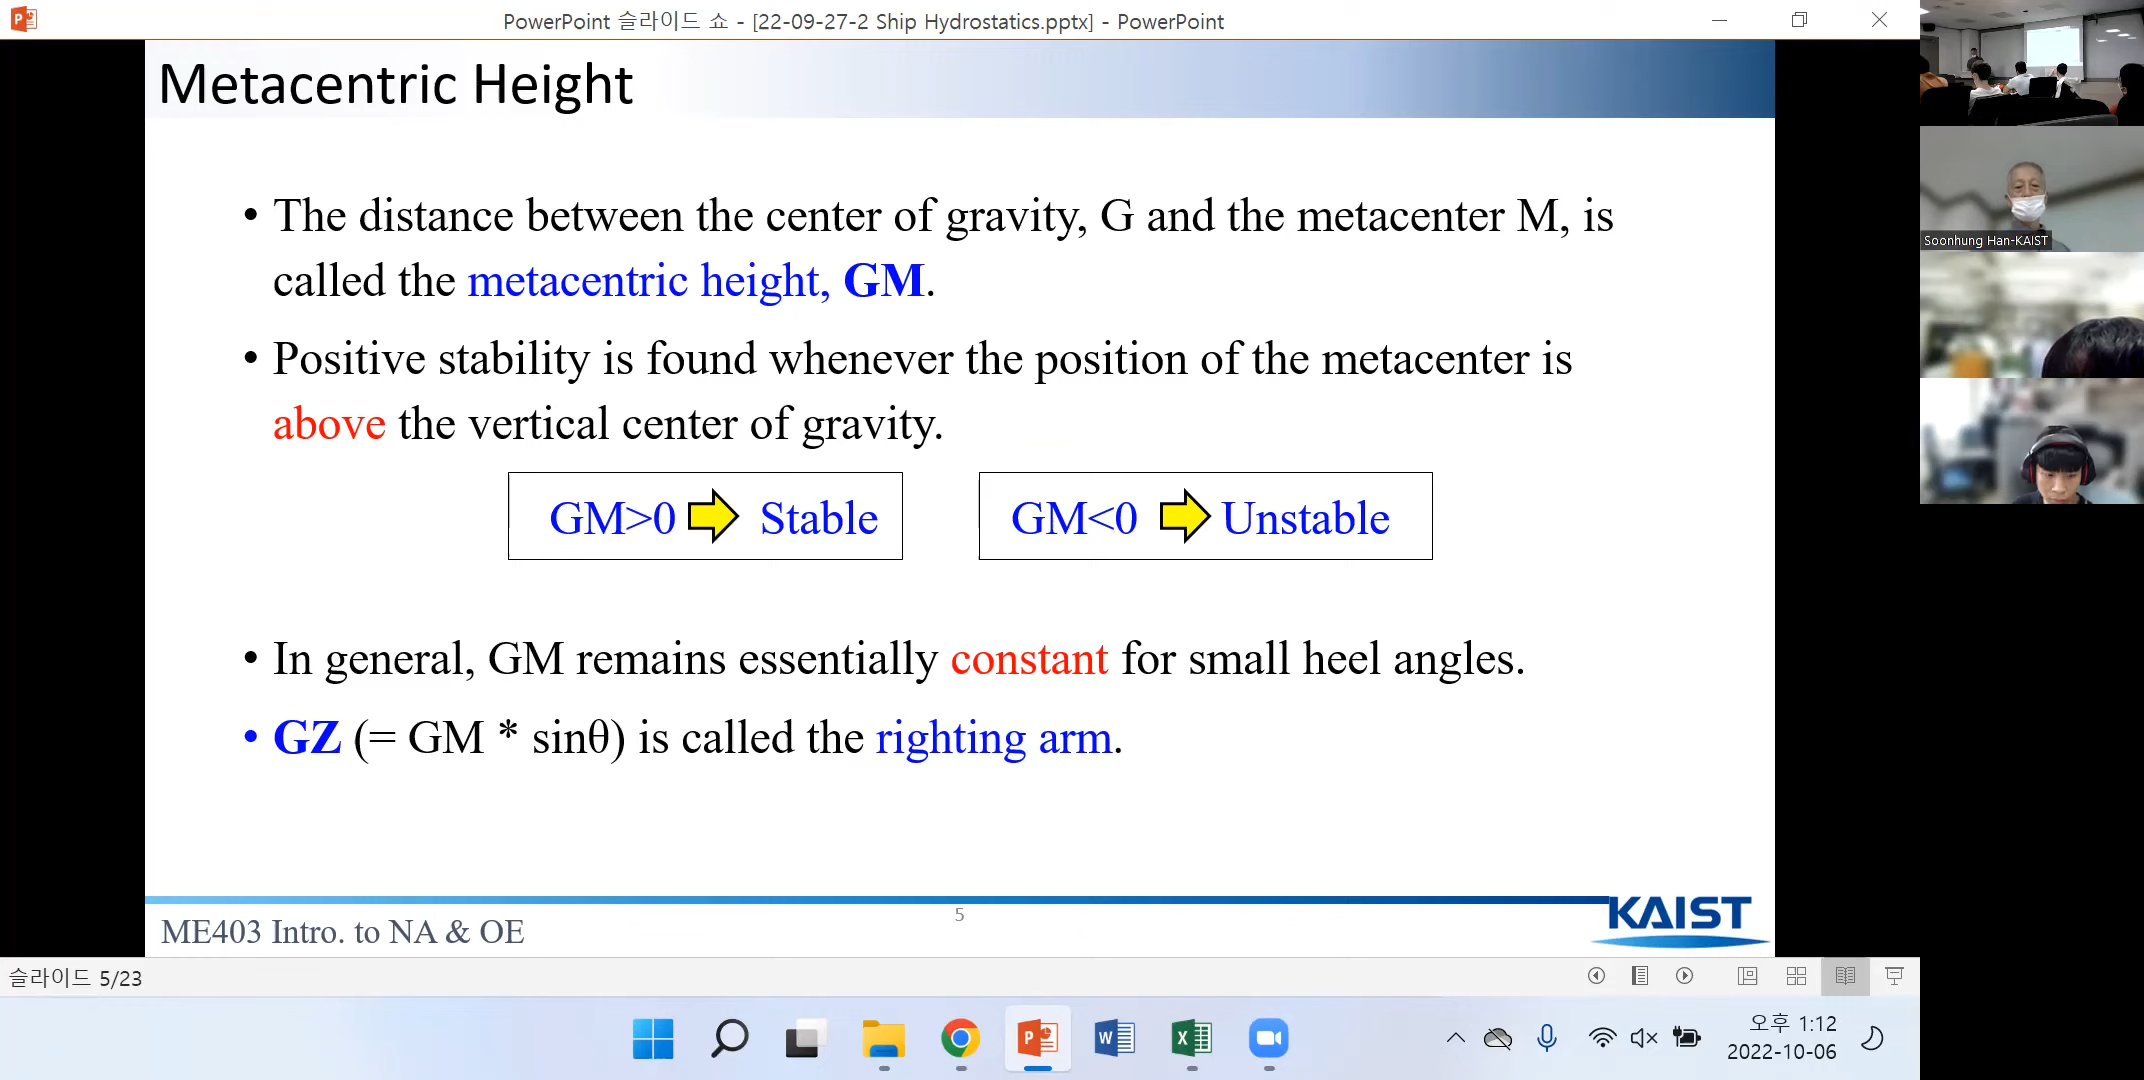 PowerPoint 슬라이드 쇼 - [22-09-27-2 Ship Hydrostatics.pptx] - PowerPoint
Metacentric Height
• The distance between the center of gravity, G and the metacenter M, is
called the metacentric height, GM.
• Positive stability is found whenever the position of the metacenter is
above the vertical center of gravity.
GM>0 Stable
GM<0 Unstable
• In general, GM remains essentially constant for small heel angles.
• GZ (= GM * sinθ) is called the righting arm.
ME403 Intro. to NA & OE
5
KAIST
슬라이드 5/23
오후 1:12
2022-10-06
Soonhung Han-KAIST